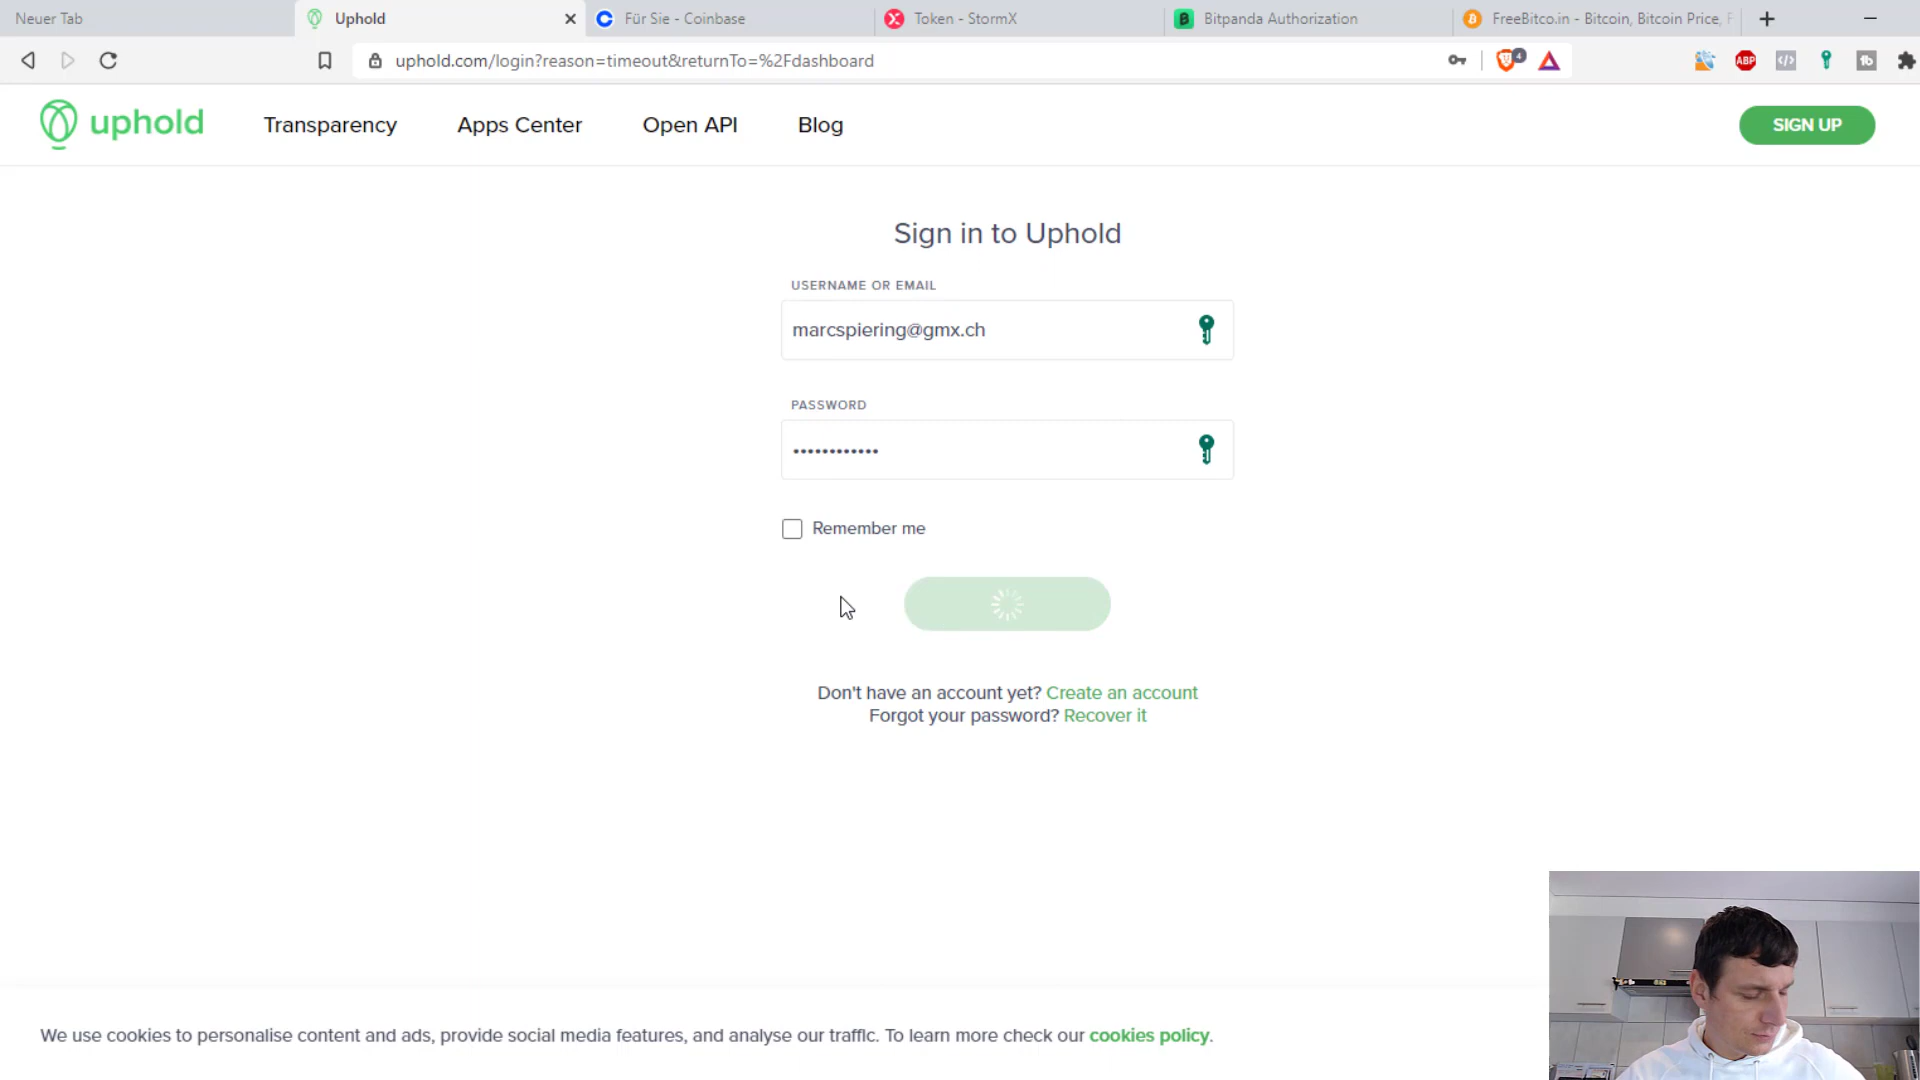 Neuer Tab
Uphold
Für Sie - Coinbase
Token - StormX
Bitpanda Authorization
FreeBitco.in - Bitcoin, Bitcoin Price,
uphold.com/login?reason=timeout&returnTo=%2Fdashboard
4
ABP
uphold
Transparency
Apps Center
Open API
Blog
SIGN UP
Sign in to Uphold
USERNAME OR EMAIL
marcspiering@gmx.ch
PASSWORD
••••••••••••
Remember me
Don't have an account yet? Create an account
Forgot your password? Recover it
We use cookies to personalise content and ads, provide social media features, and analyse our traffic. To learn more check our cookies policy.